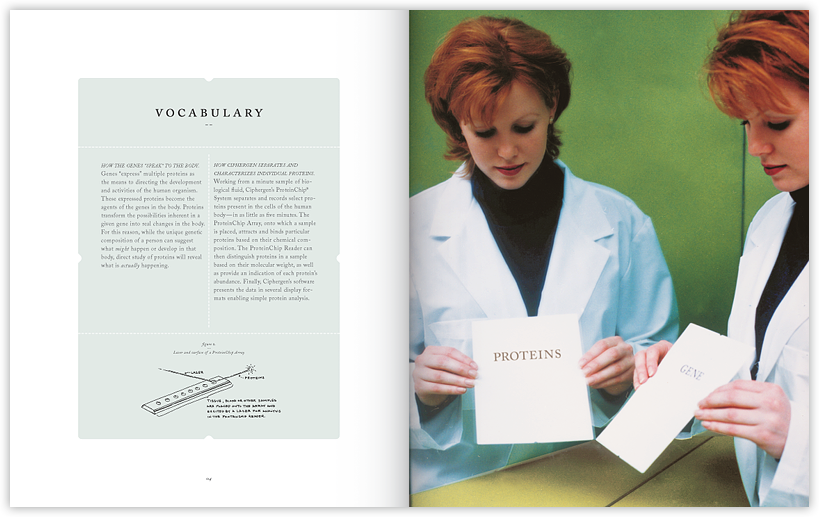 VOCABULARY
HOW THE GENES "SPEAK" TO THE BODY.
Genes "express" multiple proteins as
the means to directing the development
and activities of the human organism.
These expressed proteins become the
agents of the genes in the body. Proteins
transform the possibilities inherent in a
given gene into real changes in the body.
For this reason, while the unique genetic
composition of a person can suggest
what might happen or develop in that
body, direct study of proteins will reveal
what is actually happening.
HOW CIPHERGEN SEPARATES AND
CHARACTERIZES INDIVIDUAL PROTEINS.
Working from a minute sample of bio-
logical fluid, Ciphergen's ProteinChip®
System separates and records select pro-
teins present in the cells of the human
body—in as little as five minutes. The
ProteinChip Array, onto which a sample
is placed, attracts and binds particular
proteins based on their chemical com-
position. The ProteinChip Reader can
then distinguish proteins in a sample
based on their molecular weight, as well
as provide an indication of each protein's
abundance. Finally, Ciphergen's software
presents the data in several display for-
mats enabling simple protein analysis.
Laser and surface of a ProteinChip Array
LASER
PROTEINS
TISSUE, BLOOD OR OTHER SAMPLES
ARE PLACED ONTO THE ARRAY AND
EXCITED BY A LASER FOR ANALYSIS
IN THE PROTEINCHIP READER.
PROTEINS
GENE